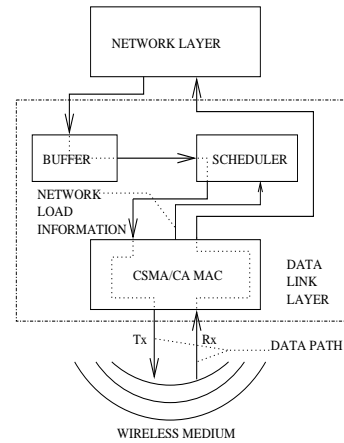 NETWORK LAYER
BUFFER
SCHEDULER
NETWORK
LOAD
INFORMATION
CSMA/CA MAC
DATA
LINK
LAYER
Tx
Rx
DATA PATH
WIRELESS MEDIUM